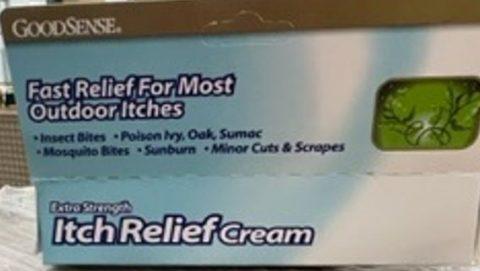 GOODSENSE®
Fast Relief For Most
Outdoor Itches
• Insect Bites • Poison Ivy, Oak, Sumac
• Mosquito Bites • Sunburn • Minor Cuts & Scrapes
Extra Strength
Itch Relief Cream